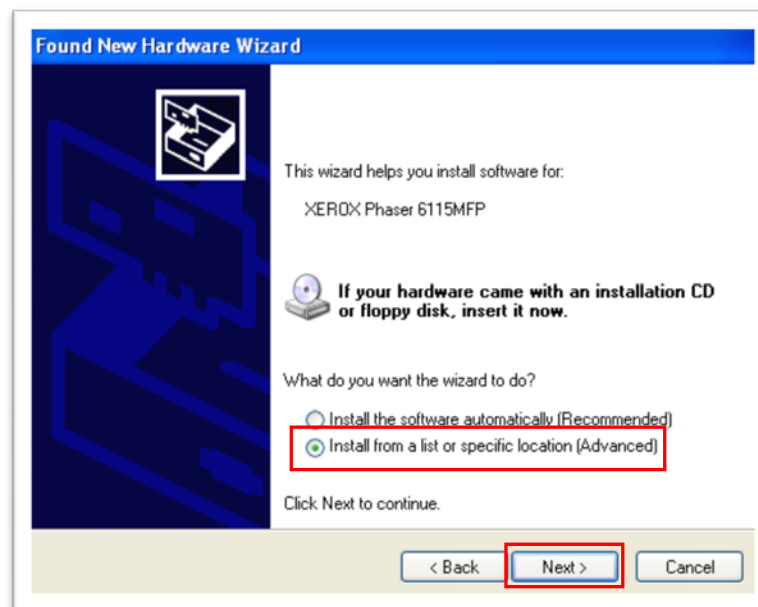 Found New Hardware Wizard
This wizard helps you install software for:
XEROX Phaser 6115MFP
If your hardware came with an installation CD
or floppy disk, insert it now.
What do you want the wizard to do?
Install the software automatically (Recommended)
Install from a list or specific location (Advanced)
Click Next to continue.
< Back Next > Cancel